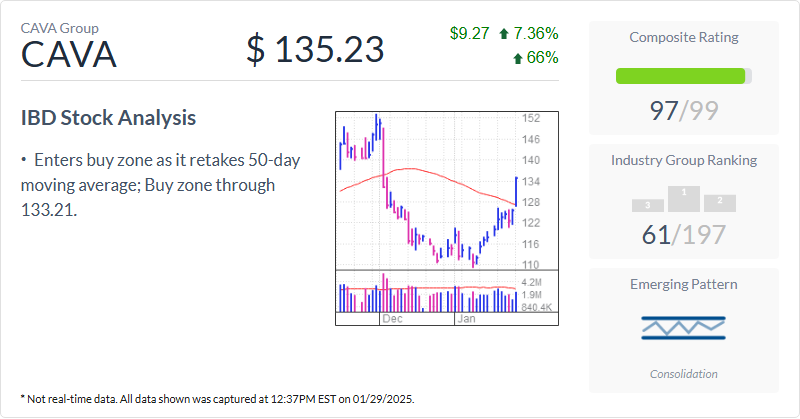 CAVA Group
CAVA
$ 135.23
$9.27 7.36%
66%
IBD Stock Analysis
• Enters buy zone as it retakes 50-day
moving average; Buy zone through
133.21.
152
146
140
134
128
122
116
110
4.2M
1.9M
840.4K
Dec
Jan
Composite Rating
97/99
Industry Group Ranking
3 1 2
61/197
Emerging Pattern
Consolidation
* Not real-time data. All data shown was captured at 12:37PM EST on 01/29/2025.